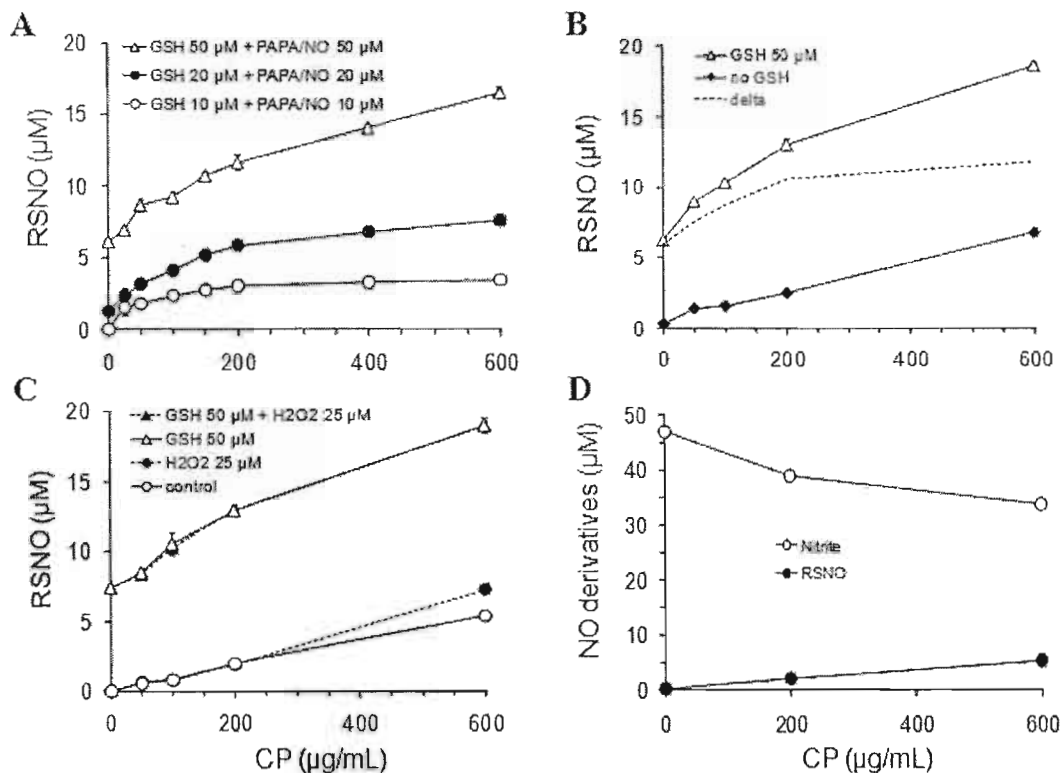 A
GSH 50 µM + PAPA/NO 50 µM
GSH 20 µM + PAPA/NO 20 µM
GSH 10 µM + PAPA/NO 10 µM
RSNO (µM)
20
15
10
5
0
0 200 400 600
B
GSH 50 µM
no GSH
delta
RSNO (µM)
20
15
10
5
0
0 200 400 600
C
GSH 50 µM + H2O2 25 µM
GSH 50 µM
H2O2 25 µM
control
RSNO (µM)
20
15
10
5
0
0 200 400 600
CP (µg/mL)
D
Nitrite
RSNO
NO derivatives (µM)
50
40
30
20
10
0
0 200 400 600
CP (µg/mL)